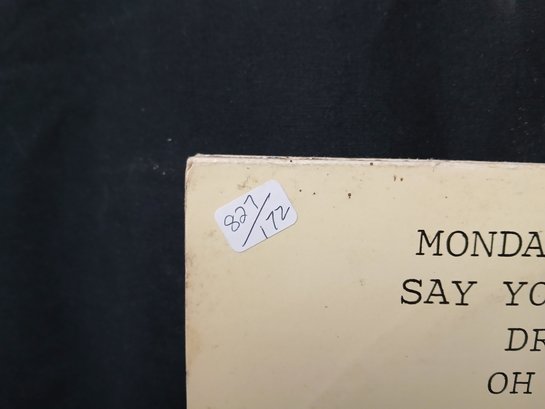 827/172
MONDA
SAY YO
DR
OH